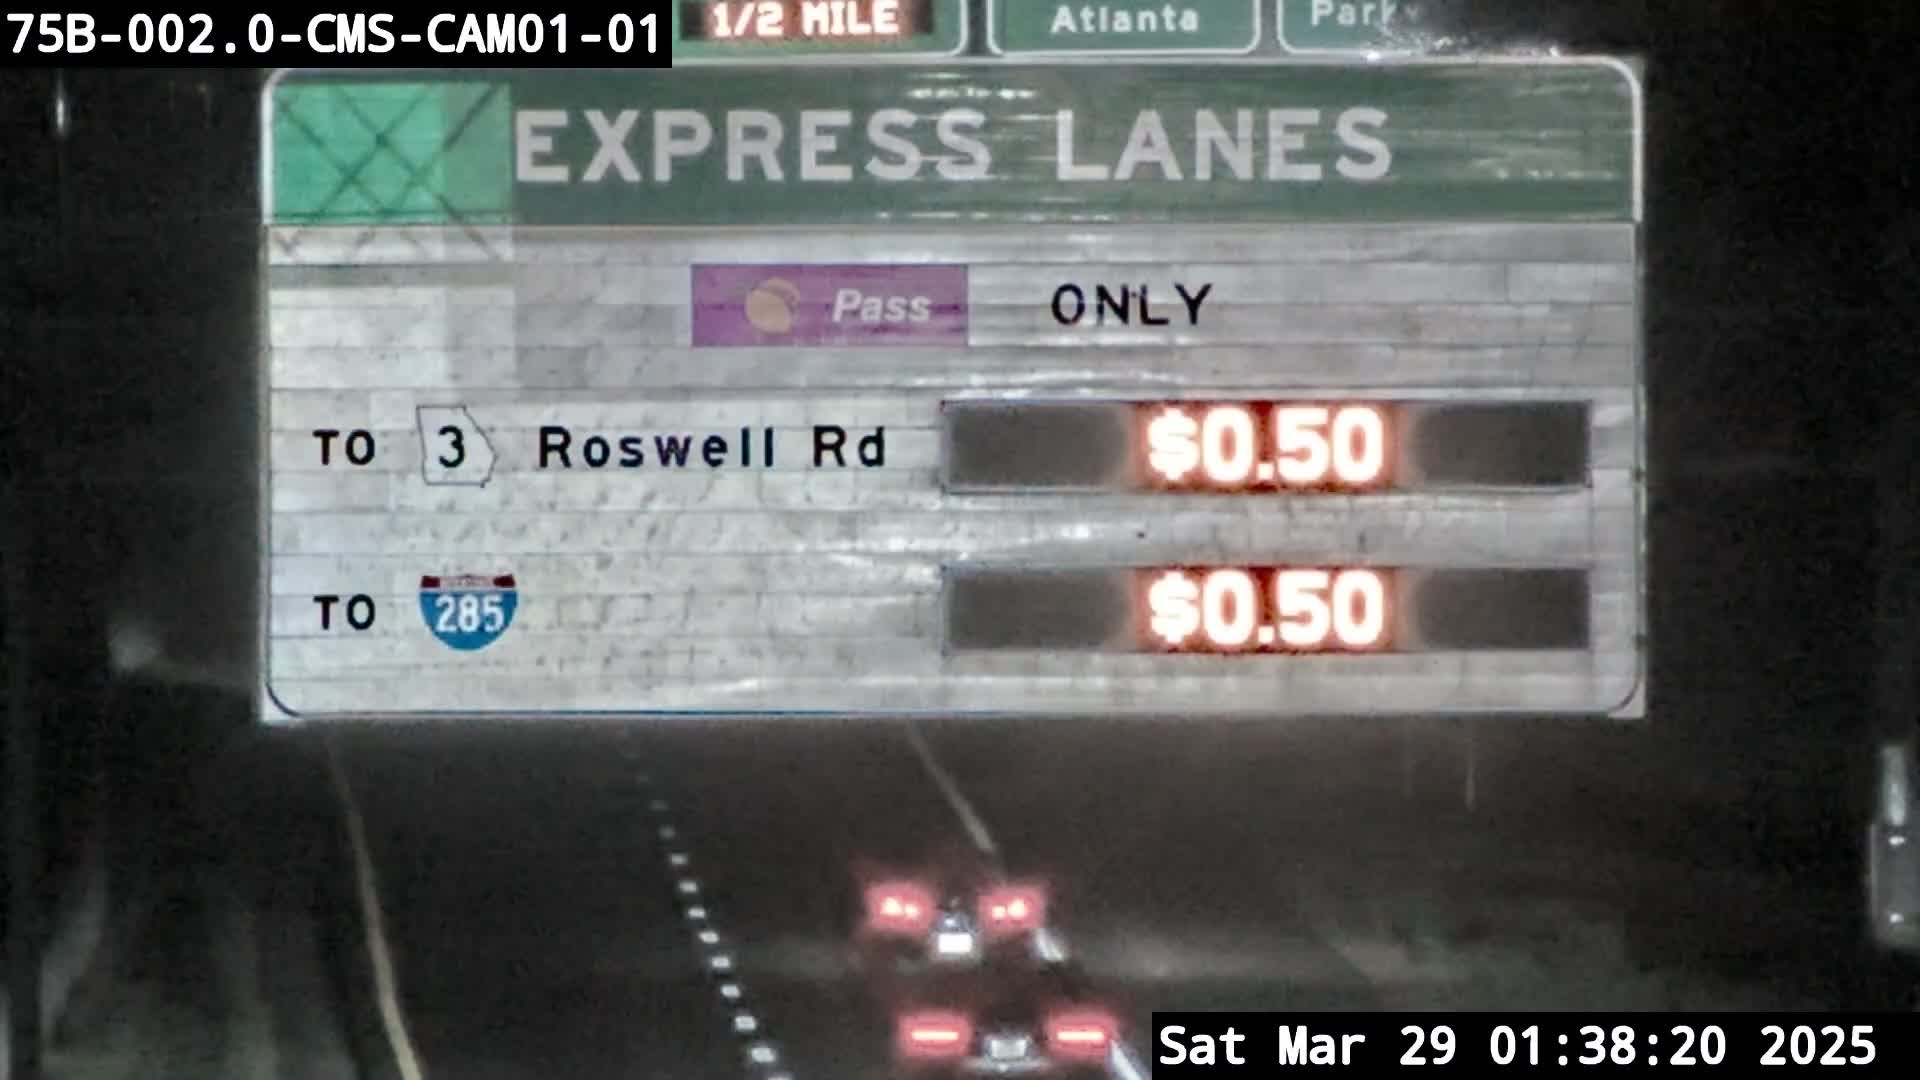 75B-002.0-CMS-CAM01-01
1/2 MILE
Atlanta
Park
EXPRESS LANES
Pass ONLY
TO 3 Roswell Rd $0.50
TO 285 $0.50
Sat Mar 29 01:38:20 2025